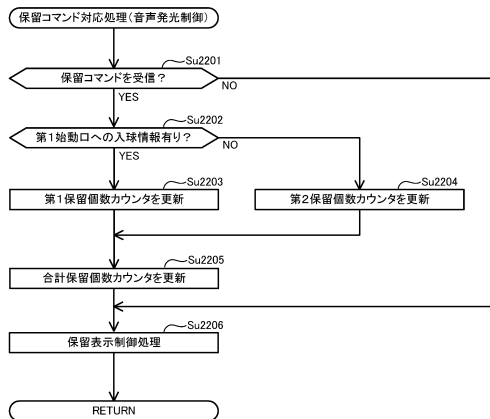 保留コマンド対応処理(音声発光制御)
Su2201
保留コマンドを受信?
NO
YES
Su2202
第1始動口への入球情報有り?
NO
YES
Su2203
第1保留個数カウンタを更新
Su2204
第2保留個数カウンタを更新
Su2205
合計保留個数カウンタを更新
Su2206
保留表示制御処理
RETURN